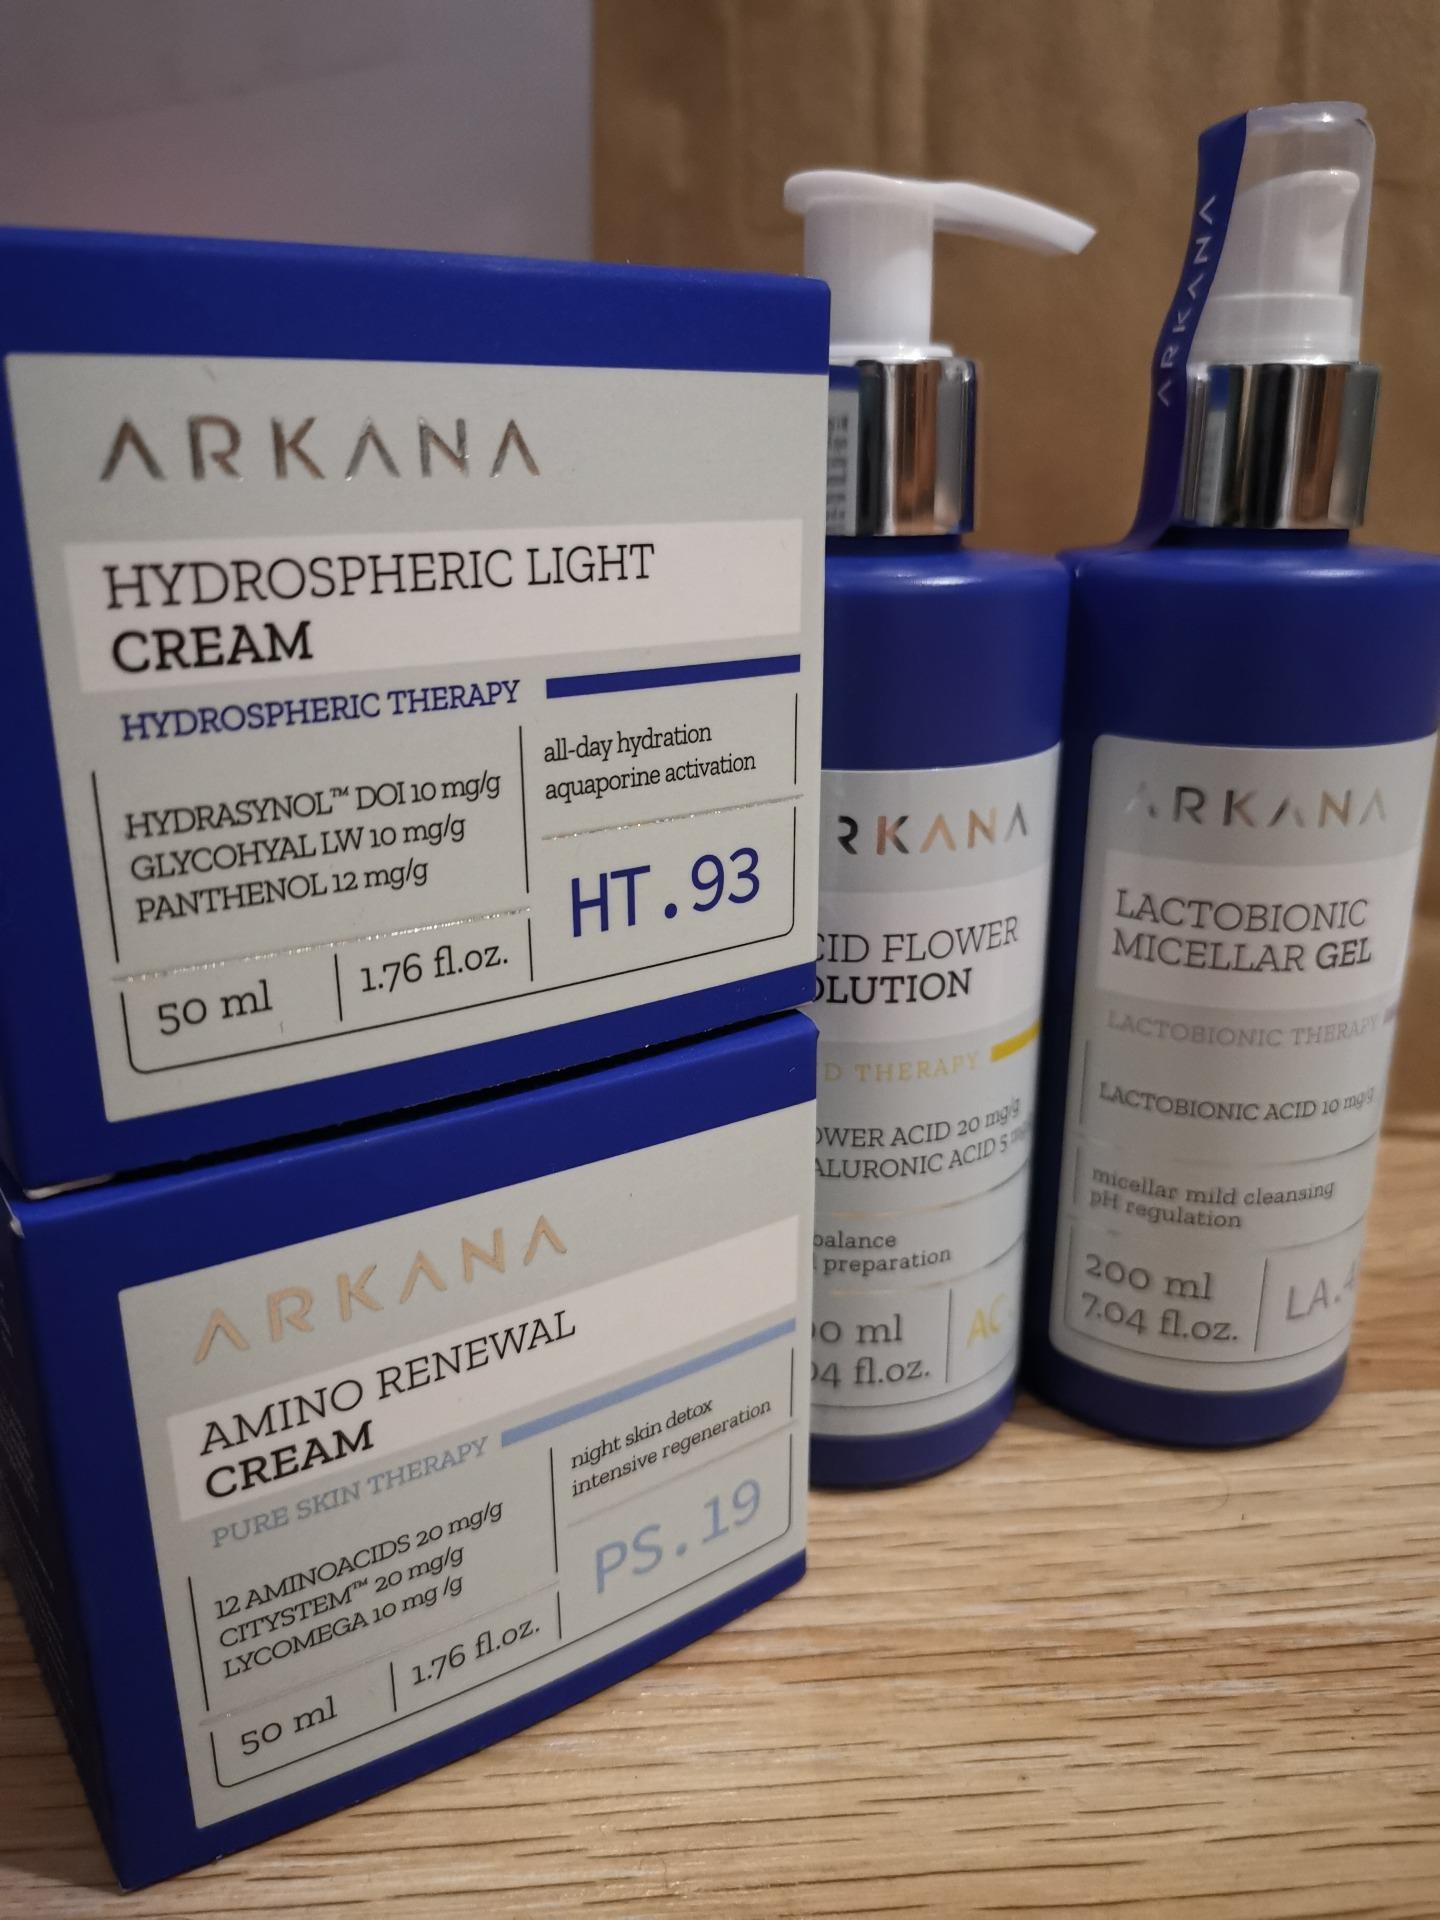 ARKANA
HYDROSPHERIC LIGHT
CREAM
HYDROSPHERIC THERAPY
HYDRASYNOL™ DOI 10 mg/g
GLYCOHYAL LW 10 mg/g
PANTHENOL 12 mg/g
all-day hydration
aquaporine activation
HT.93
50 ml
1.76 fl.oz.
ARKANA
AMINO RENEWAL
CREAM
PURE SKIN THERAPY
12 AMINOACIDS 20 mg/g
CITYSTEM™ 20 mg/g
LYCOMEGA 10 mg /g
night skin detox
intensive regeneration
PS.19
50 ml
1.76 fl.oz.
RKANA
CID FLOWER
OLUTION
D THERAPY
OWER ACID 20 mg/g
ALURONIC ACID 5
balance
preparation
0 ml
04 fl.oz.
AC
ARKANA
ARKANA
LACTOBIONIC
MICELLAR GEL
LACTOBIONIC THERAPY
LACTOBIONIC ACID 10 mg/g
micellar mild cleansing
pH regulation
200 ml
7.04 fl.oz.
LA.4